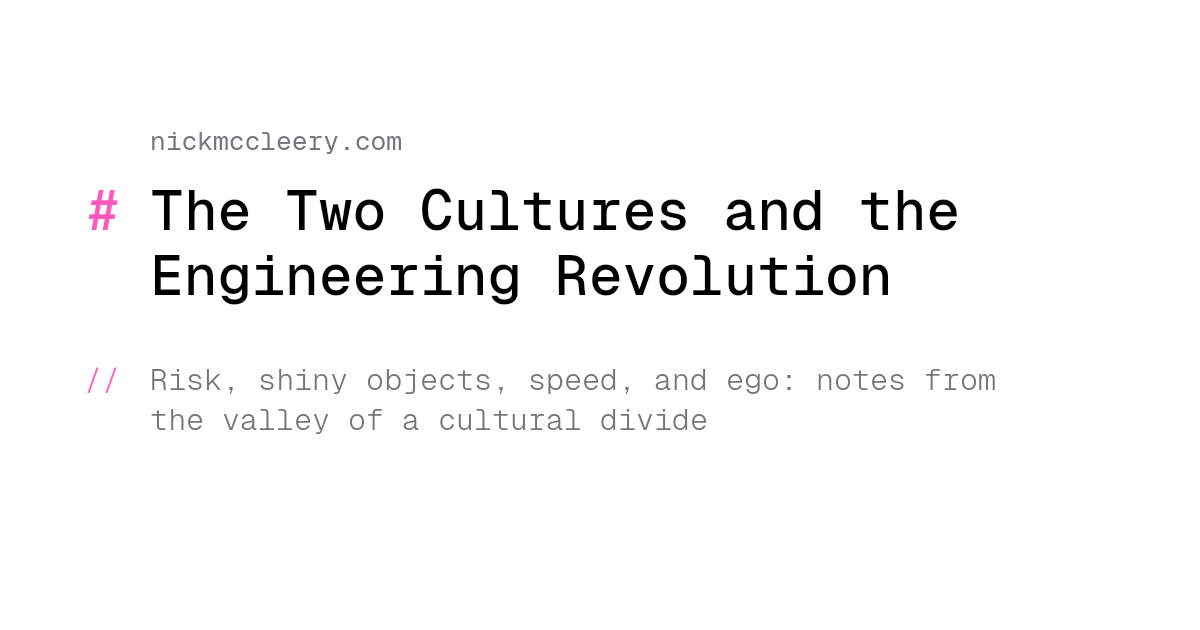 nickmccleery.com
# The Two Cultures and the
Engineering Revolution
// Risk, shiny objects, speed, and ego: notes from
the valley of a cultural divide